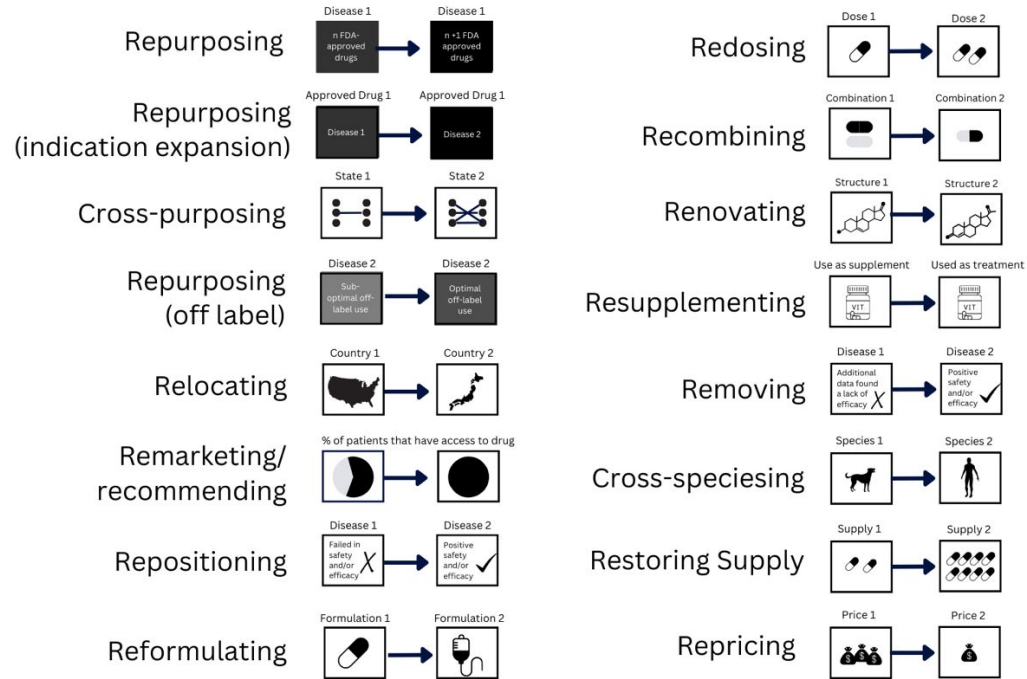 Repurposing
Disease 1
n FDA-
approved
drugs
Disease 1
n +1 FDA
approved
drugs
Repurposing
(indication expansion)
Approved Drug 1
Disease 1
Approved Drug 1
Disease 2
Cross-purposing
State 1
State 2
Repurposing
(off label)
Disease 2
Sub-
optimal off-
label use
Disease 2
Optimal
off-label
use
Relocating
Country 1
Country 2
Remarketing/
recommending
% of patients that have access to drug
Repositioning
Disease 1
Failed in
safety
and/or
efficacy
Disease 2
Positive
safety
and/or
efficacy
Reformulating
Formulation 1
Formulation 2
Redosing
Dose 1
Dose 2
Recombining
Combination 1
Combination 2
Renovating
Structure 1
Structure 2
Resupplementing
Use as supplement
VIT
Used as treatment
VIT
Removing
Disease 1
Additional
data found
a lack of
efficacy
Disease 2
Positive
safety
and/or
efficacy
Cross-speciesing
Species 1
Species 2
Restoring Supply
Supply 1
Supply 2
Repricing
Price 1
$ $ $
Price 2
$